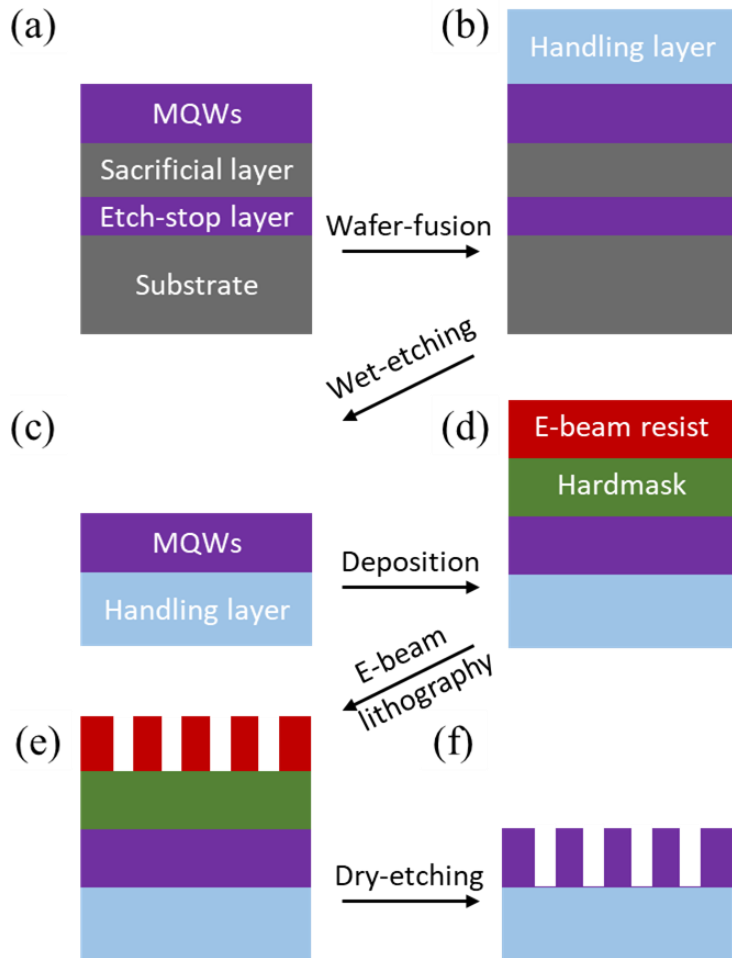 (a)
MQWs
Sacrificial layer
Etch-stop layer
Substrate
Wafer-fusion
(b)
Handling layer
Wet-etching
(c)
MQWs
Handling layer
Deposition
(d)
E-beam resist
Hardmask
E-beam
lithography
(e)
Dry-etching
(f)